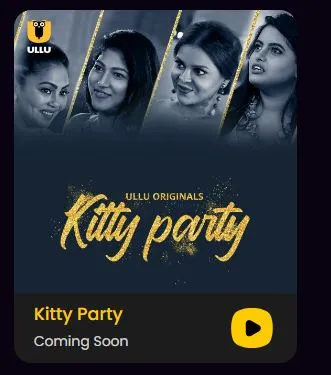 ULLU
ULLU ORIGINALS
Kitty party
Kitty Party
Coming Soon